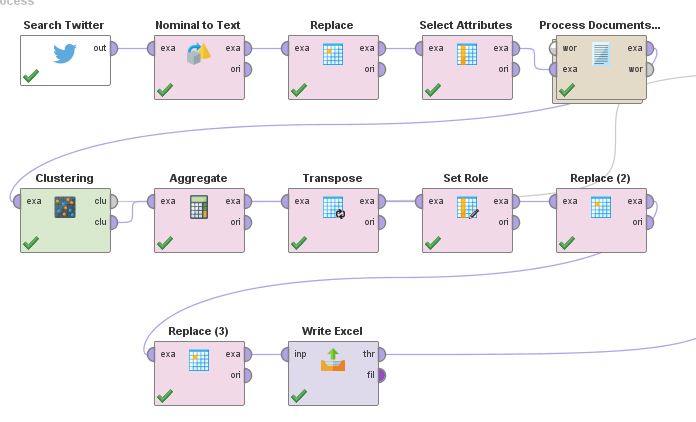 ocess
Search Twitter
out
Nominal to Text
exa exa
ori
Replace
exa exa
ori
Select Attributes
exa exa
ori
Process Documents...
wor exa
exa wor
Clustering
exa clu
clu
Aggregate
exa exa
ori
Transpose
exa exa
ori
Set Role
exa exa
ori
Replace (2)
exa exa
ori
Replace (3)
exa exa
ori
Write Excel
inp thr
fil